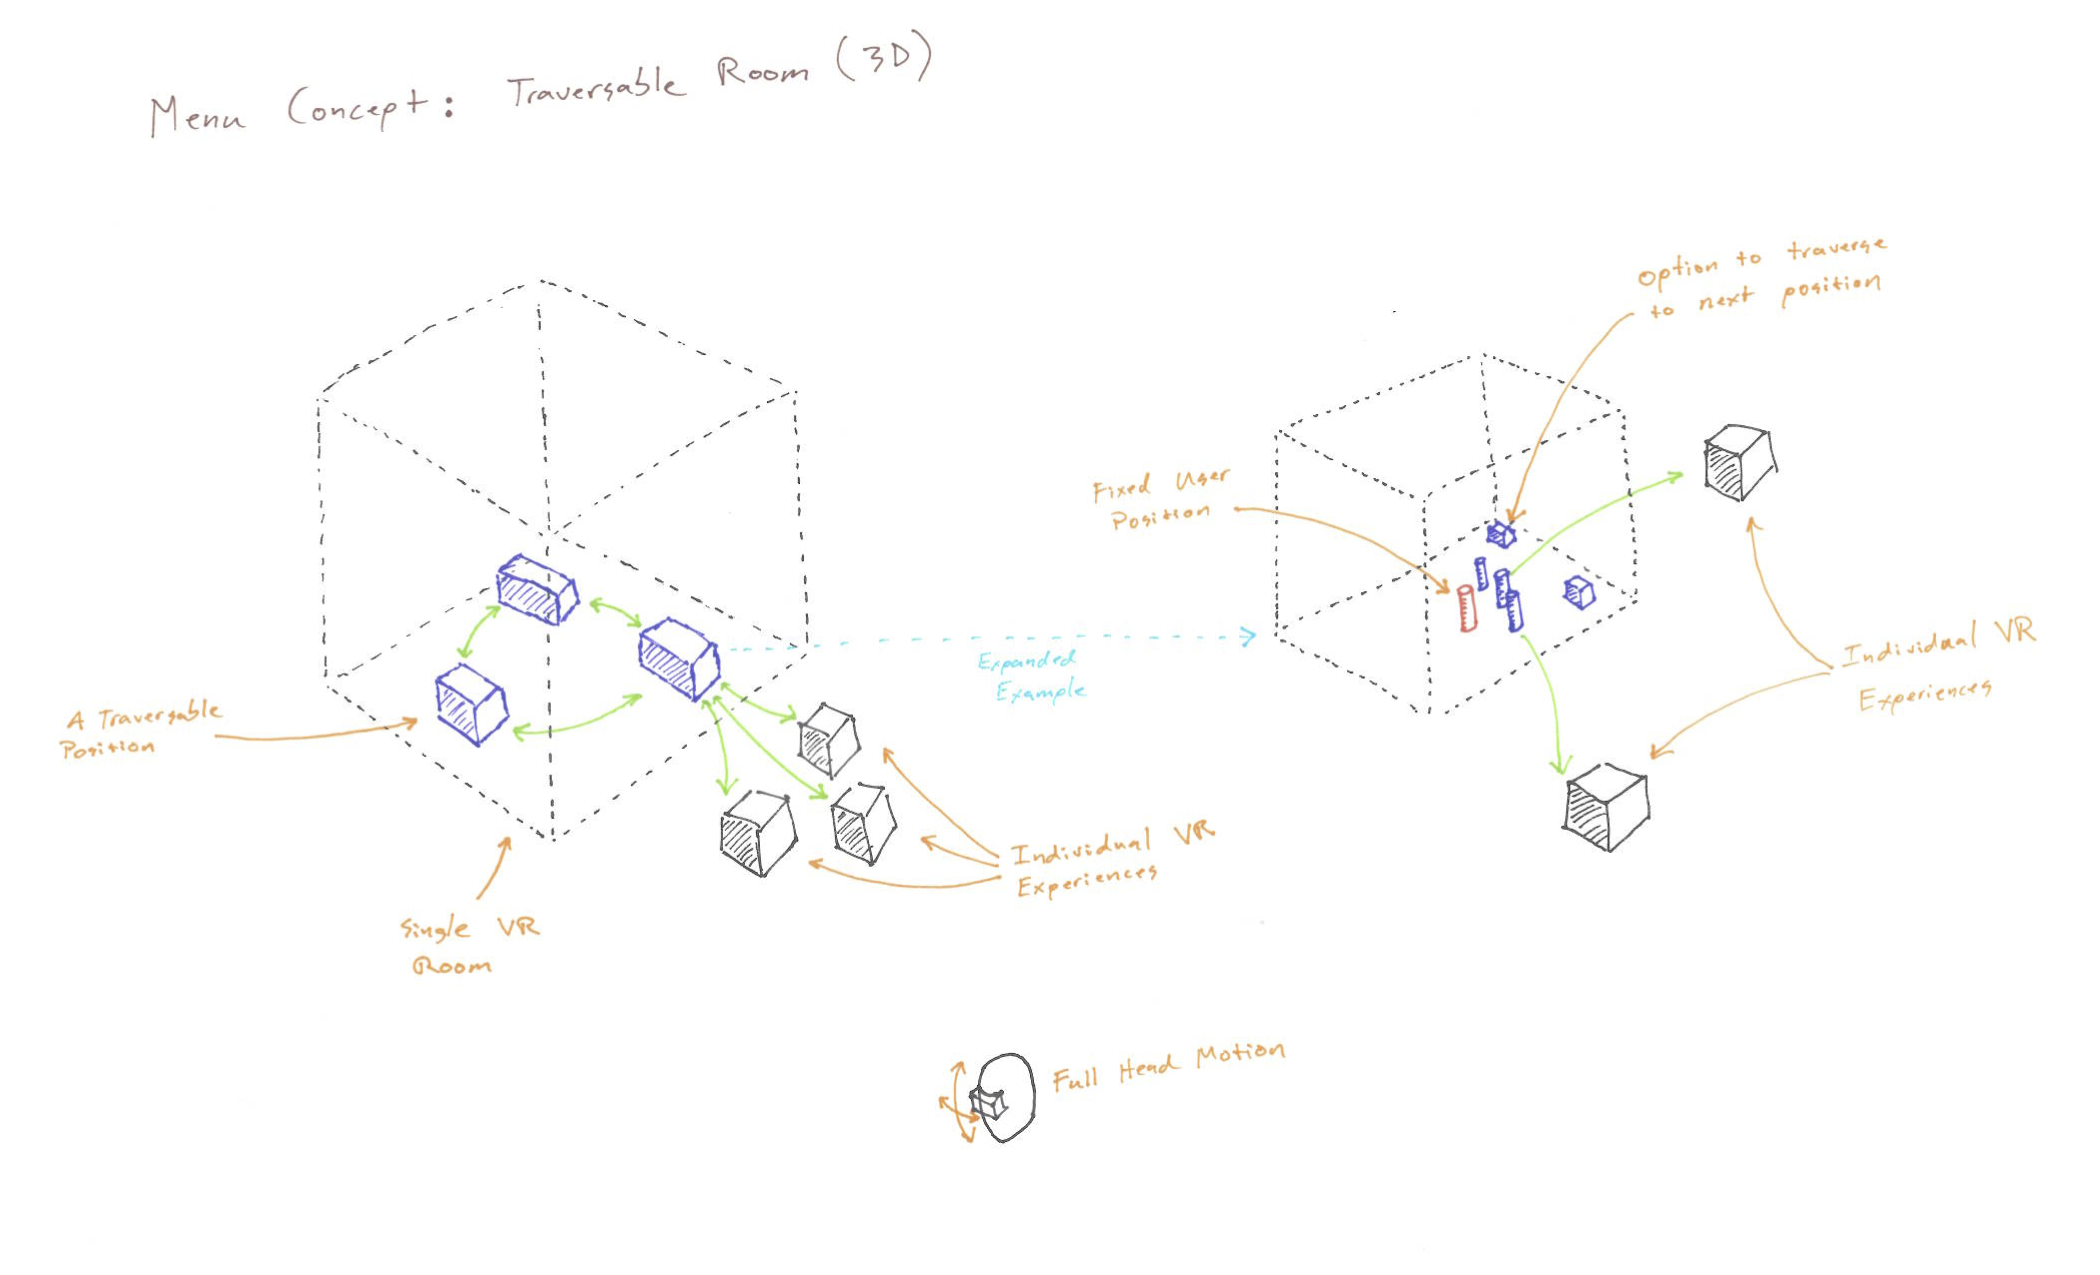 Menu Concept: Traversable Room (3D)
Option to traverse
to next position
Fixed User
Position
Expanded
Example
Individual VR
Experiences
A Traversable
Position
Individual VR
Experiences
Single VR
Room
Full Head Motion